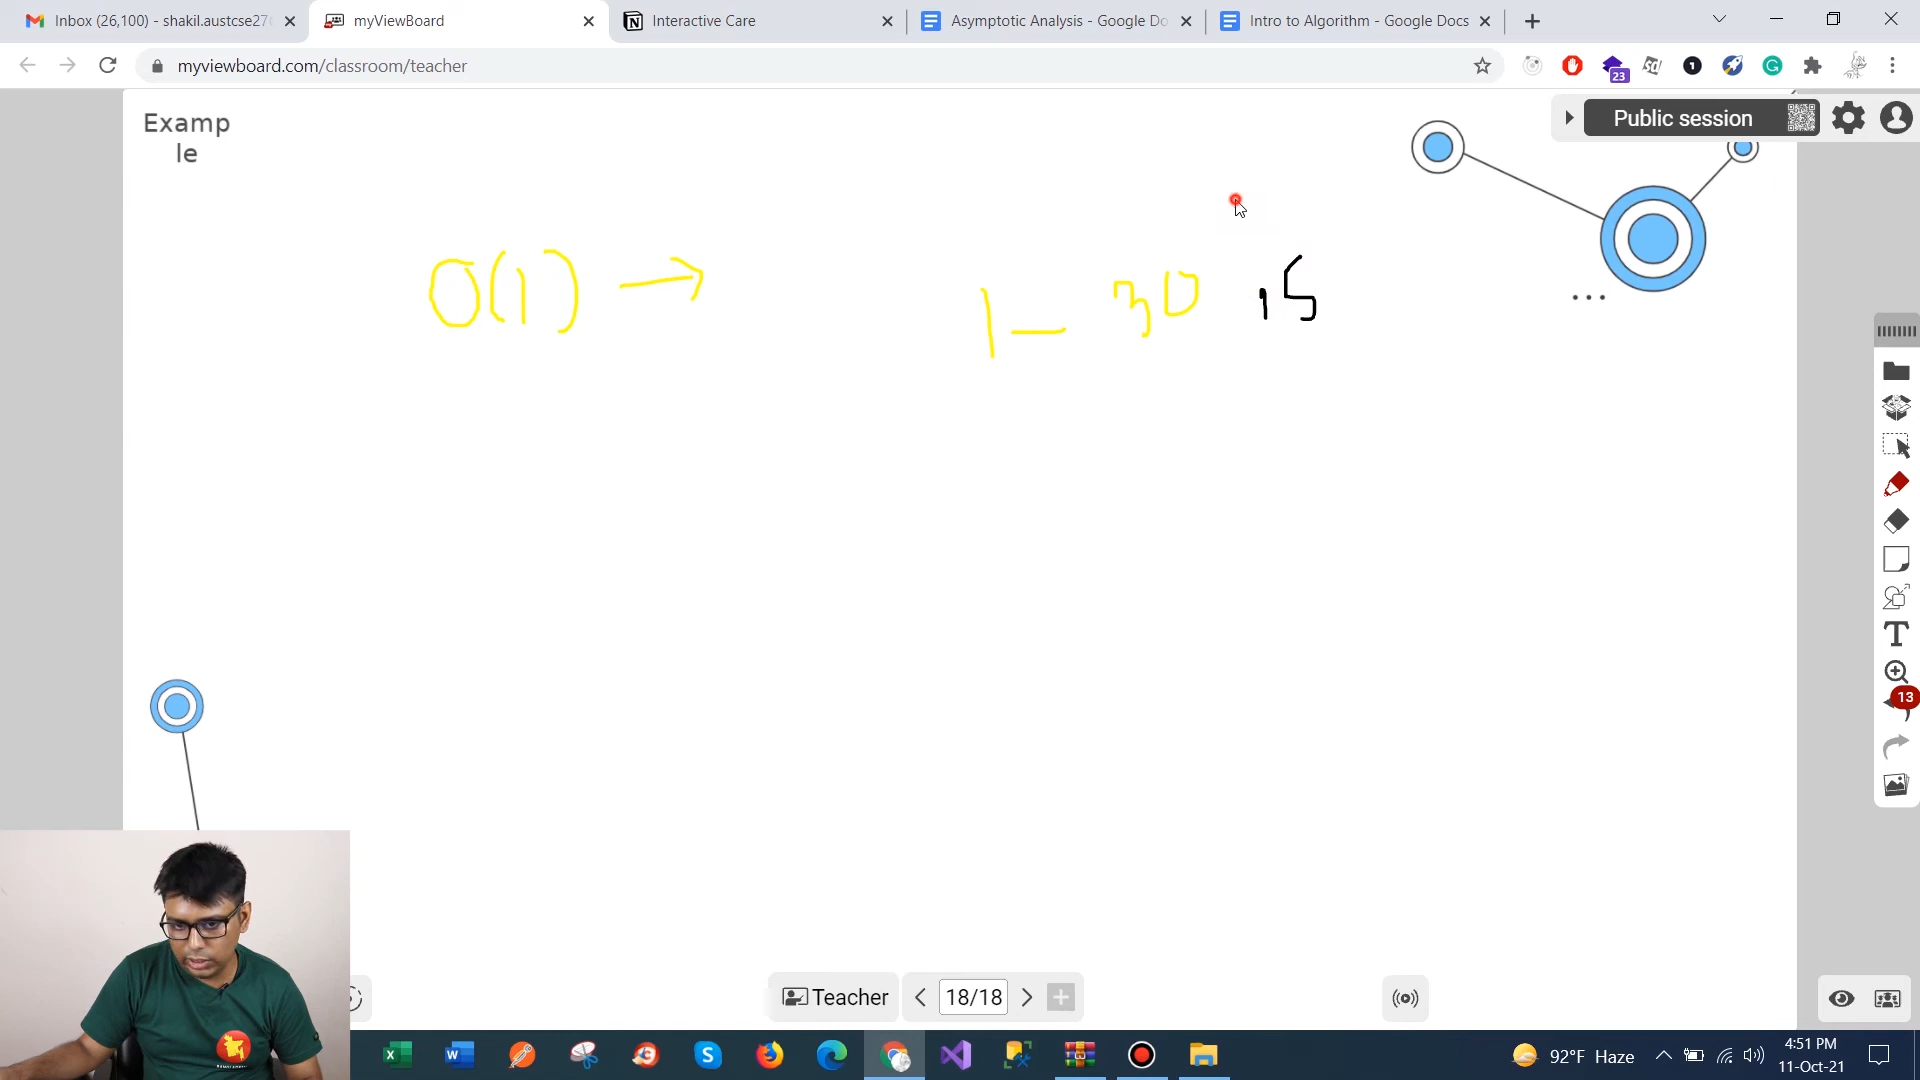 Inbox (26,100) - shakil.austcse27
myViewBoard
Interactive Care
Asymptotic Analysis - Google Do
Intro to Algorithm - Google Docs
myviewboard.com/classroom/teacher
23
Examp
le
Public session
O(1) →
1 — 30 , 5
...
13
Teacher
18/18
92°F Haze
4:51 PM
11-Oct-21